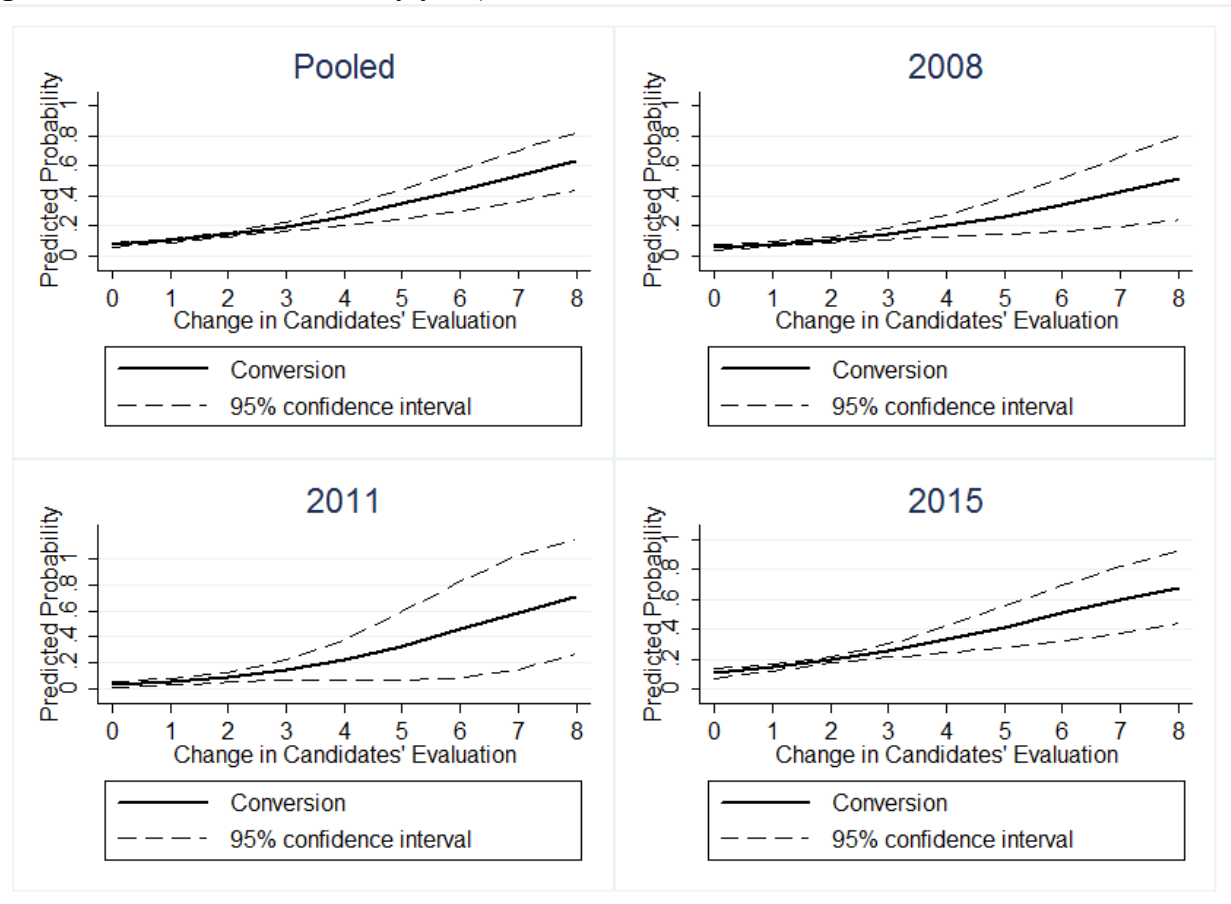 Pooled
Predicted Probability
0 .2 .4 .6 .8 1
0 1 2 3 4 5 6 7 8
Change in Candidates' Evaluation
Conversion
95% confidence interval
2008
Predicted Probability
0 .2 .4 .6 .8 1
0 1 2 3 4 5 6 7 8
Change in Candidates' Evaluation
Conversion
95% confidence interval
2011
Predicted Probability
0 .2 .4 .6 .8 1
0 1 2 3 4 5 6 7 8
Change in Candidates' Evaluation
Conversion
95% confidence interval
2015
Predicted Probability
0 .2 .4 .6 .8 1
0 1 2 3 4 5 6 7 8
Change in Candidates' Evaluation
Conversion
95% confidence interval